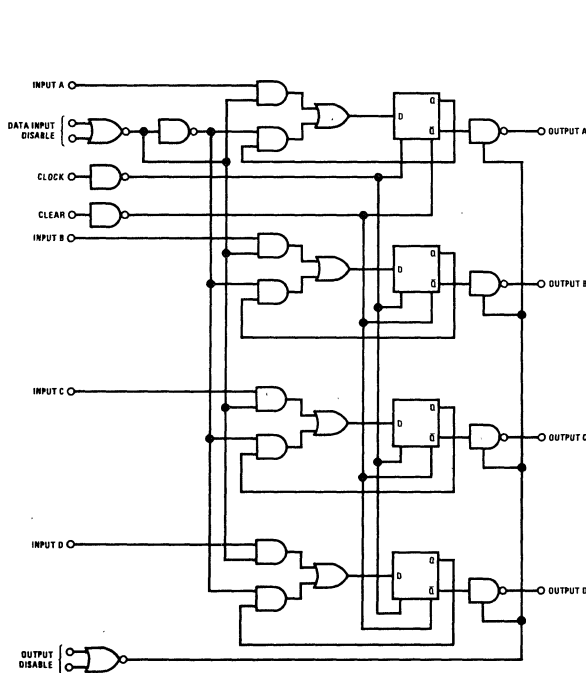 INPUT A
DATA INPUT
DISABLE
Q
D
Q̅
OUTPUT A
CLOCK
CLEAR
INPUT B
Q
D
Q̅
OUTPUT B
INPUT C
Q
D
Q̅
OUTPUT C
INPUT D
Q
D
Q̅
OUTPUT D
OUTPUT
DISABLE